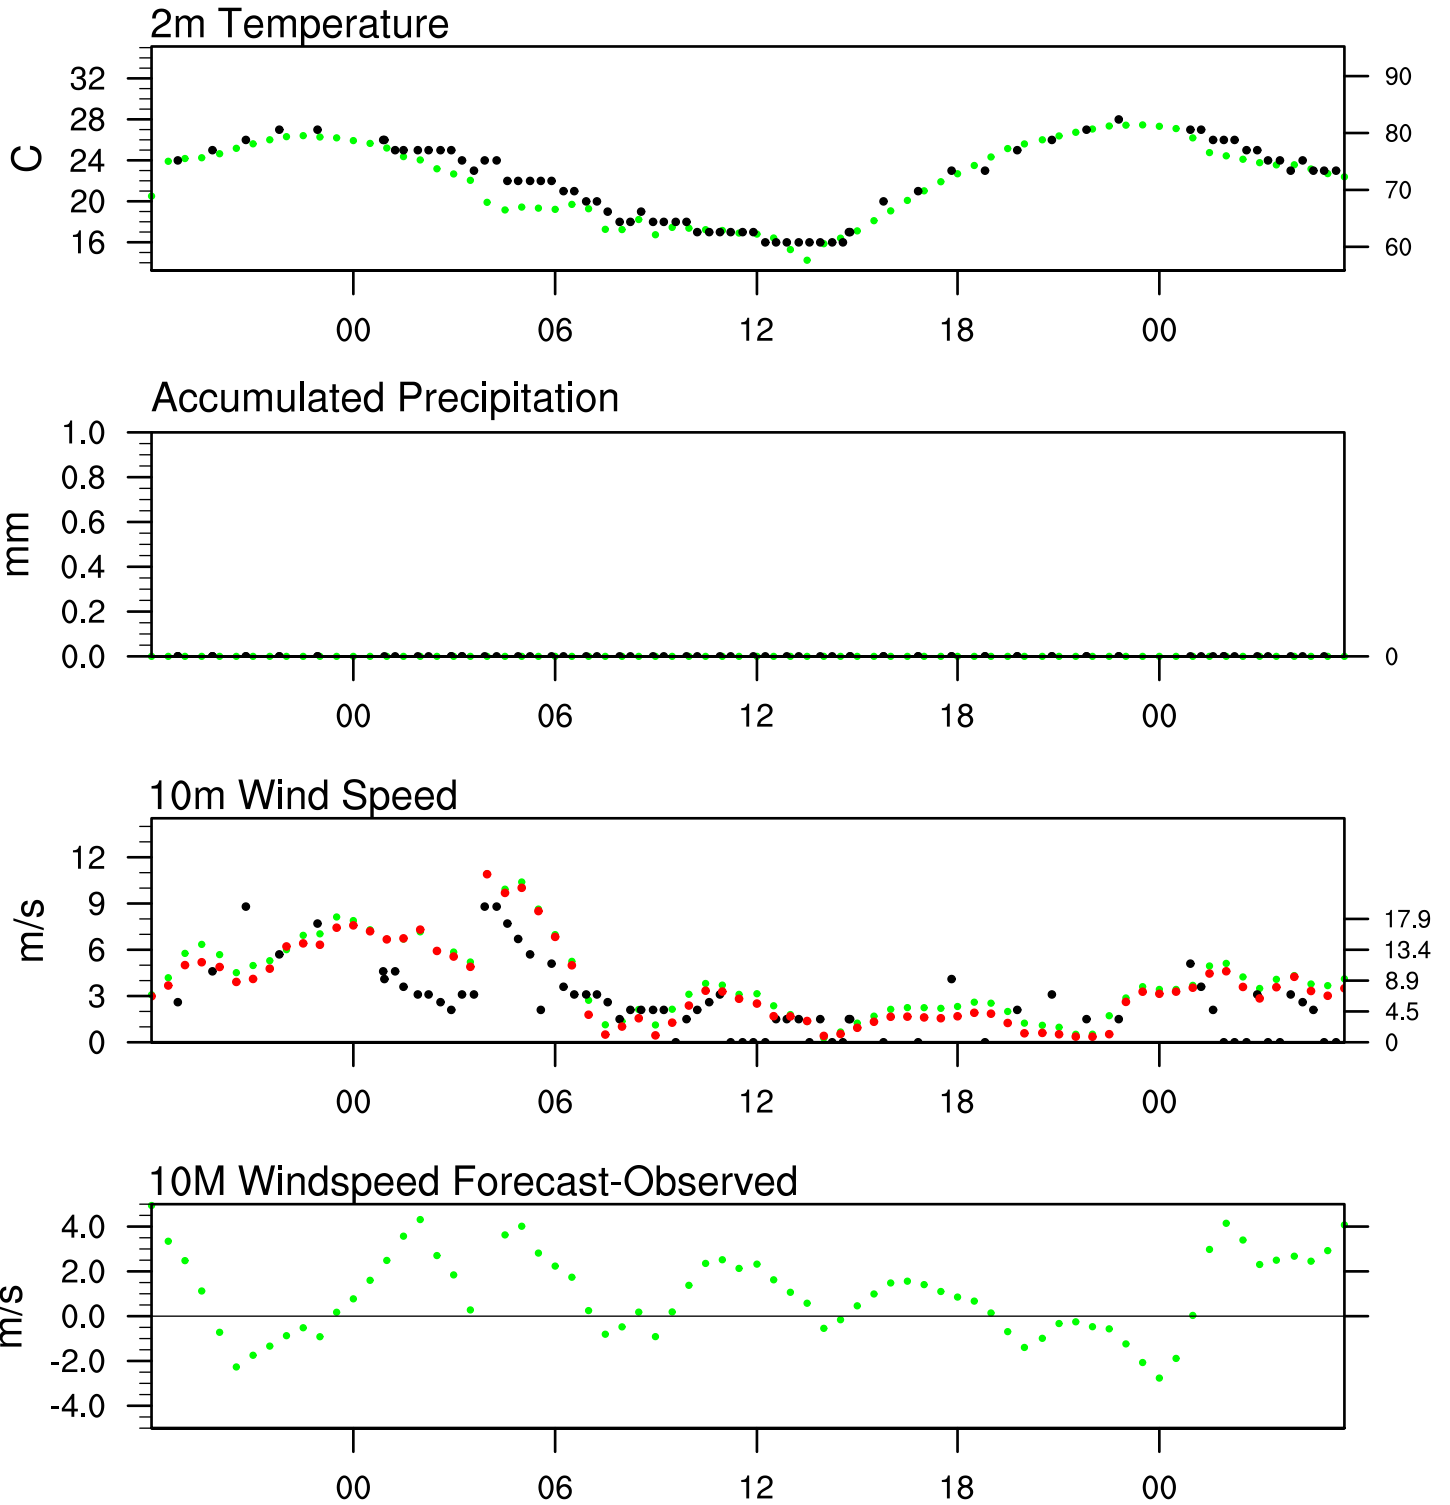 2m Temperature
C
32
28
24
20
16
90
80
70
60
00 06 12 18 00
Accumulated Precipitation
mm
1.0
0.8
0.6
0.4
0.2
0.0
0
00 06 12 18 00
10m Wind Speed
m/s
12
9
6
3
0
17.9
13.4
8.9
4.5
0
00 06 12 18 00
10M Windspeed Forecast-Observed
m/s
4.0
2.0
0.0
-2.0
-4.0
00 06 12 18 00